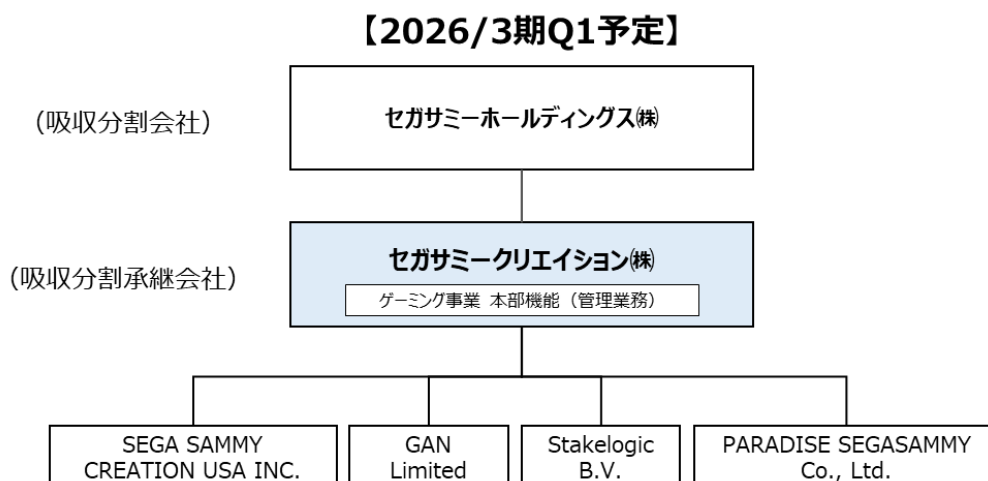 【2026/3期Q1予定】
(吸収分割会社)
セガサミーホールディングス㈱
(吸収分割承継会社)
セガサミークリエイション㈱
ゲーミング事業 本部機能（管理業務）
SEGA SAMMY
CREATION USA INC.
GAN
Limited
Stakelogic
B.V.
PARADISE SEGASAMMY
Co., Ltd.